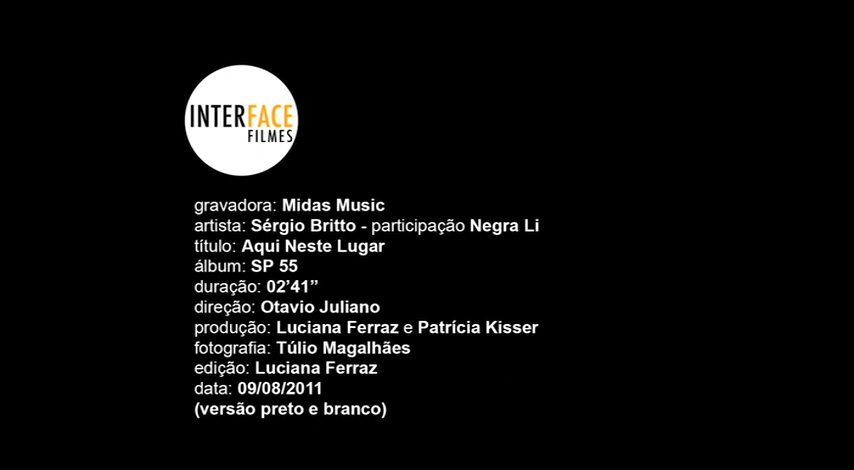 INTERFACE
FILMES
gravadora: Midas Music
artista: Sérgio Britto - participação Negra Li
título: Aqui Neste Lugar
álbum: SP 55
duração: 02’41”
direção: Otavio Juliano
produção: Luciana Ferraz e Patrícia Kisser
fotografia: Túlio Magalhães
edição: Luciana Ferraz
data: 09/08/2011
(versão preto e branco)